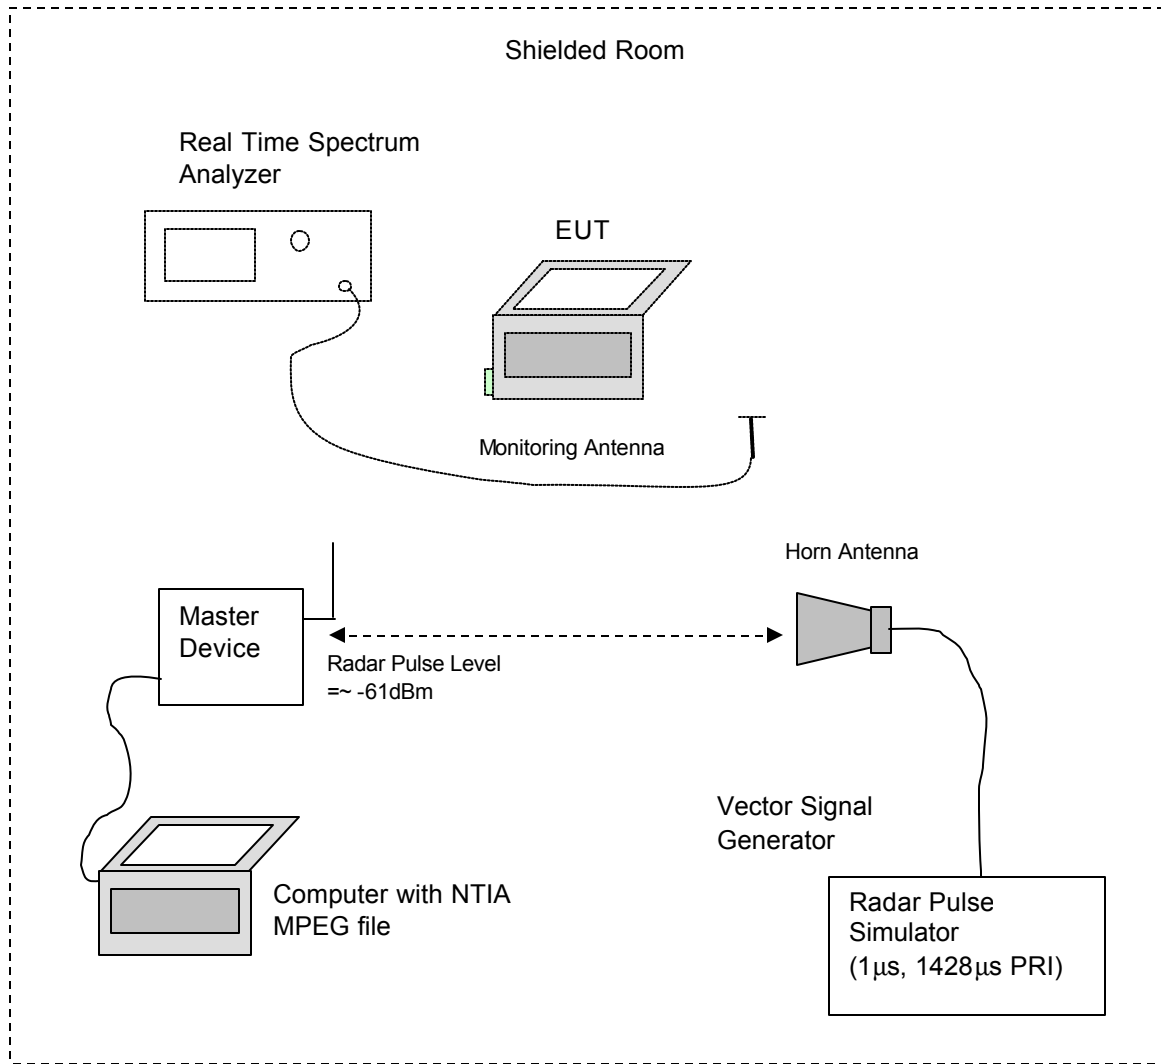 Shielded Room
Real Time Spectrum
Analyzer
EUT
Monitoring Antenna
Horn Antenna
Master
Device
Radar Pulse Level
=~ -61dBm
Vector Signal
Generator
Computer with NTIA
MPEG file
Radar Pulse
Simulator
(1μs, 1428μs PRI)